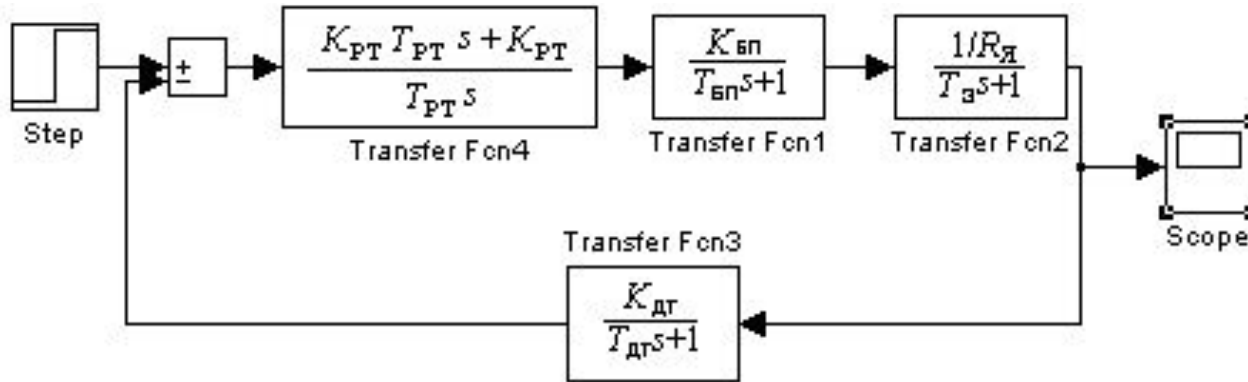 Step
±
−
K_РТ T_РТ s + K_РТ
T_РТ s
Transfer Fcn4
K_БП
T_БП s+1
Transfer Fcn1
1/R_Я
T_Э s+1
Transfer Fcn2
Scope
Transfer Fcn3
K_ДТ
T_ДТ s+1